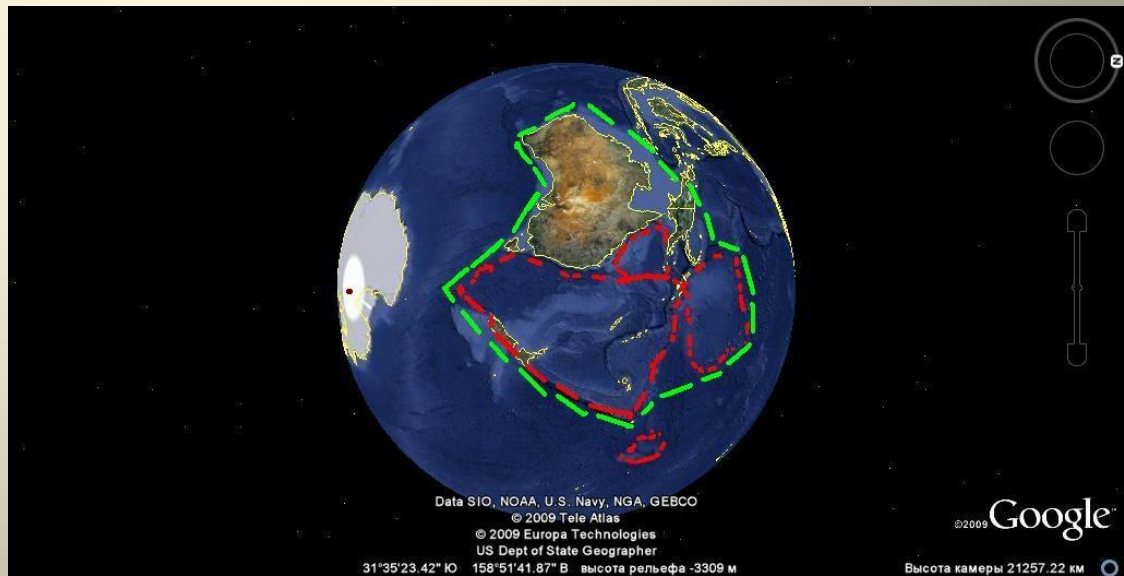 N
Data SIO, NOAA, U.S. Navy, NGA, GEBCO
© 2009 Tele Atlas
© 2009 Europa Technologies
US Dept of State Geographer
©2009 Google™
31°35'23.42" Ю 158°51'41.87" В высота рельефа -3309 м
Высота камеры 21257.22 км